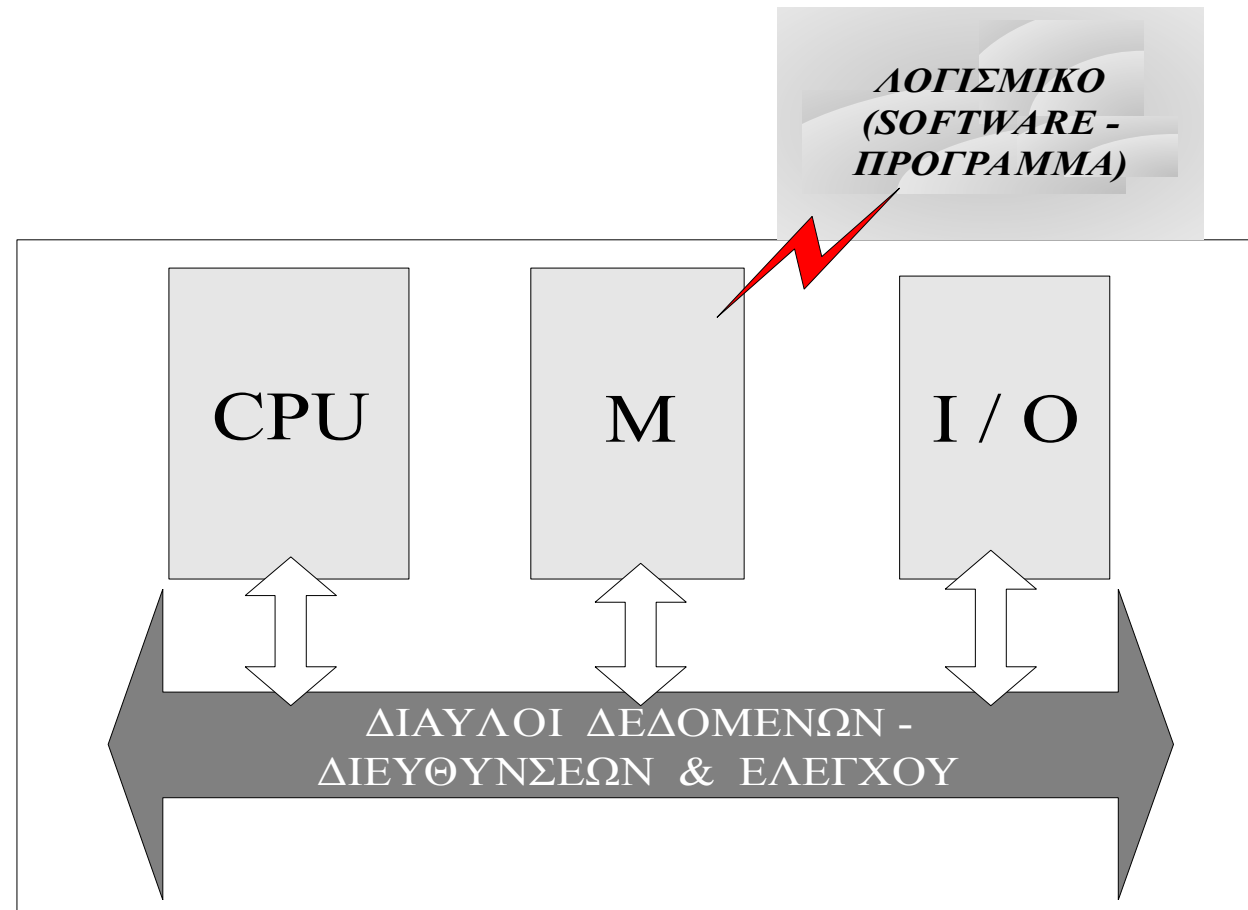 ΛΟΓΙΣΜΙΚΟ
(SOFTWARE -
ΠΡΟΓΡΑΜΜΑ)
CPU
M
I / O
ΔΙΑΥΛΟΙ ΔΕΔΟΜΕΝΩΝ -
ΔΙΕΥΘΥΝΣΕΩΝ & ΕΛΕΓΧΟΥ